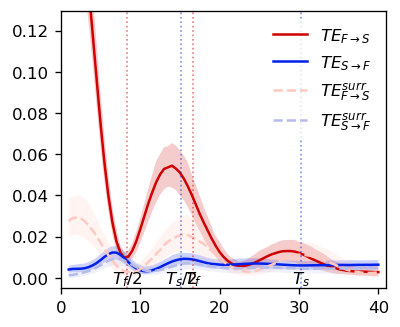 0.12
0.10
0.08
0.06
0.04
0.02
0.00
TE_{F→S}
TE_{S→F}
TE^{surr}_{F→S}
TE^{surr}_{S→F}
T_f/2
T_s/2
T_f
T_s
0
10
20
30
40